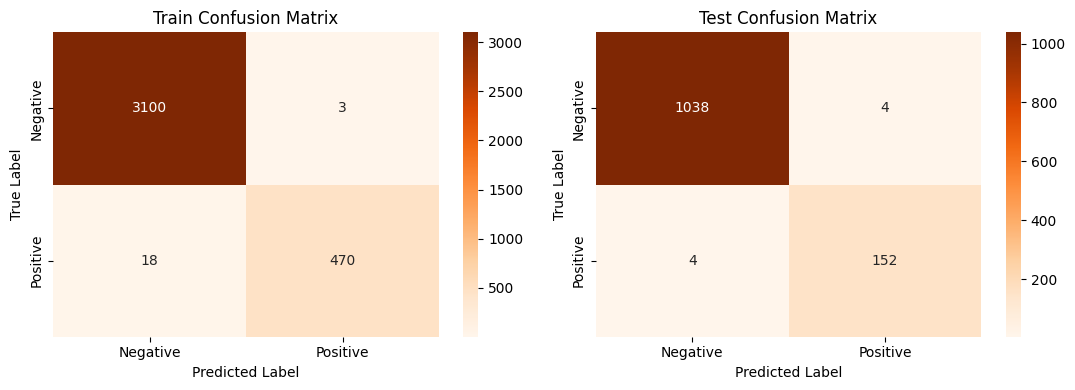 Train Confusion Matrix
True Label
Negative
Positive
3100
3
18
470
Negative
Positive
Predicted Label
3000
2500
2000
1500
1000
500
Test Confusion Matrix
True Label
Negative
Positive
1038
4
4
152
Negative
Positive
Predicted Label
1000
800
600
400
200